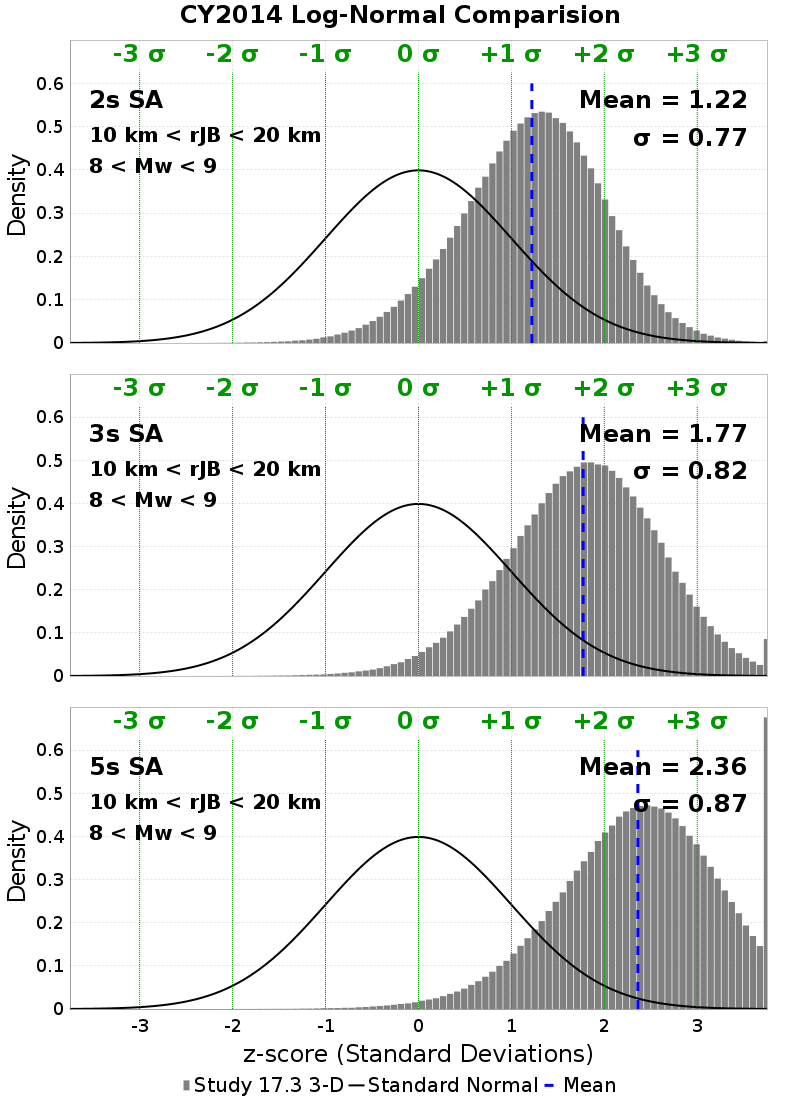 CY2014 Log-Normal Comparision
-3 σ -2 σ -1 σ 0 σ +1 σ +2 σ +3 σ
2s SA
10 km < rJB < 20 km
8 < Mw < 9
Mean = 1.22
σ = 0.77
Density
0.6
0.5
0.4
0.3
0.2
0.1
0
-3 σ -2 σ -1 σ 0 σ +1 σ +2 σ +3 σ
3s SA
10 km < rJB < 20 km
8 < Mw < 9
Mean = 1.77
σ = 0.82
Density
0.6
0.5
0.4
0.3
0.2
0.1
0
-3 σ -2 σ -1 σ 0 σ +1 σ +2 σ +3 σ
5s SA
10 km < rJB < 20 km
8 < Mw < 9
Mean = 2.36
σ = 0.87
Density
0.6
0.5
0.4
0.3
0.2
0.1
0
-3 -2 -1 0 1 2 3
z-score (Standard Deviations)
Study 17.3 3-D Standard Normal Mean